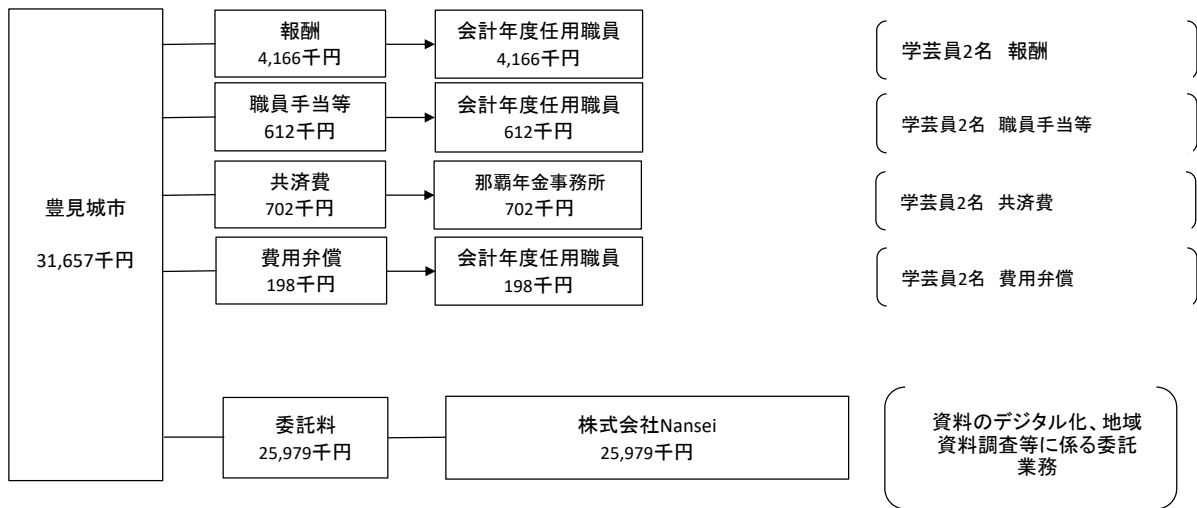 豊見城市
31,657千円
報酬
4,166千円
会計年度任用職員
4,166千円
学芸員2名　報酬
職員手当等
612千円
会計年度任用職員
612千円
学芸員2名　職員手当等
共済費
702千円
那覇年金事務所
702千円
学芸員2名　共済費
費用弁償
198千円
会計年度任用職員
198千円
学芸員2名　費用弁償
委託料
25,979千円
株式会社Nansei
25,979千円
資料のデジタル化、地域
資料調査等に係る委託
業務